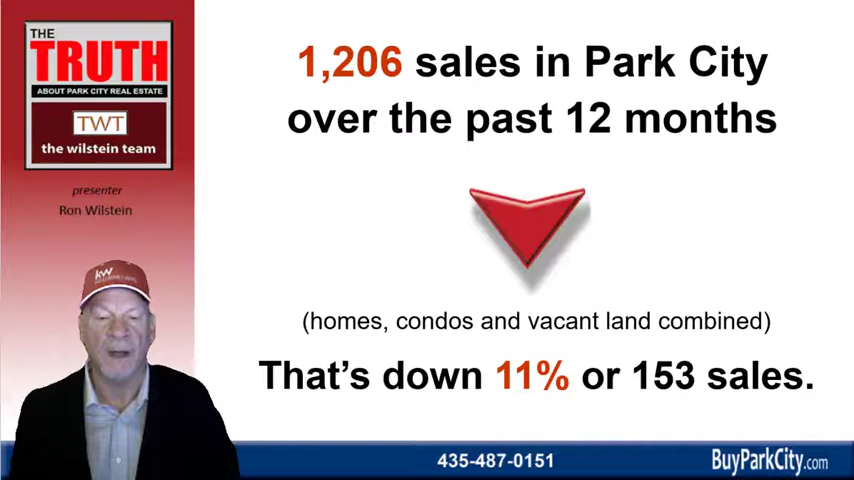 THE
TRUTH
ABOUT PARK CITY REAL ESTATE
TWT
the wilstein team
presenter
Ron Wilstein
kw
1,206 sales in Park City
over the past 12 months
(homes, condos and vacant land combined)
That's down 11% or 153 sales.
435-487-0151
BuyParkCity.com